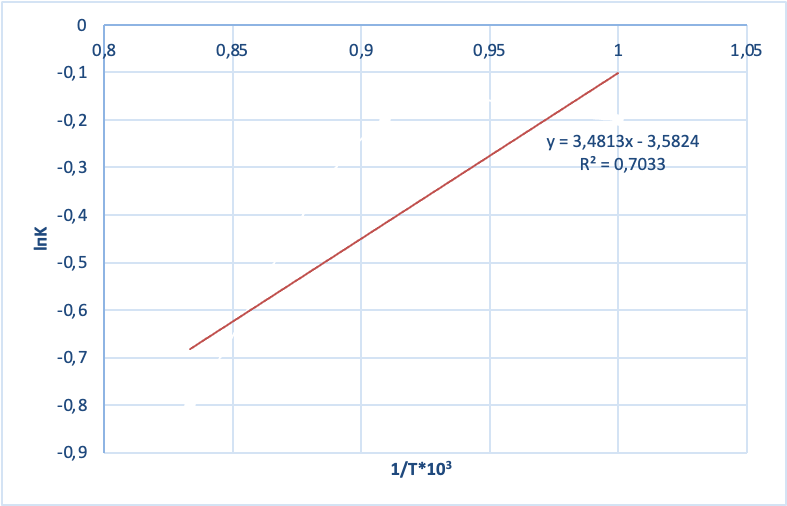 0
0,8 0,85 0,9 0,95 1 1,05
-0,1
-0,2
y = 3,4813x - 3,5824
R² = 0,7033
-0,3
-0,4
lnK
-0,5
-0,6
-0,7
-0,8
-0,9
1/T*10³